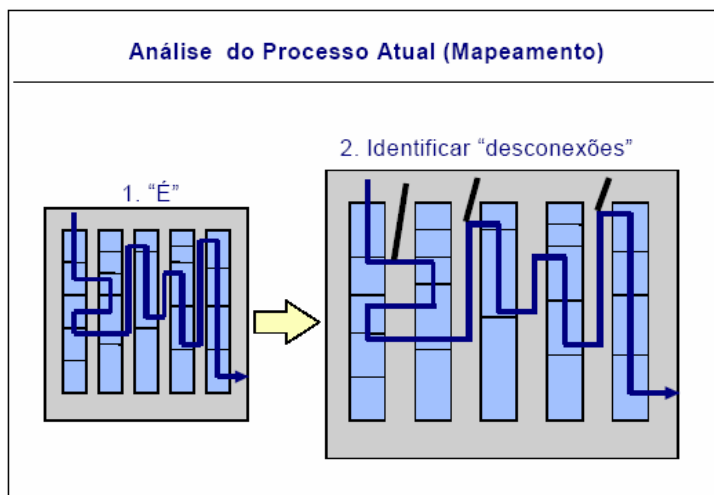 Análise do Processo Atual (Mapeamento)
2. Identificar “desconexões”
1. “É”